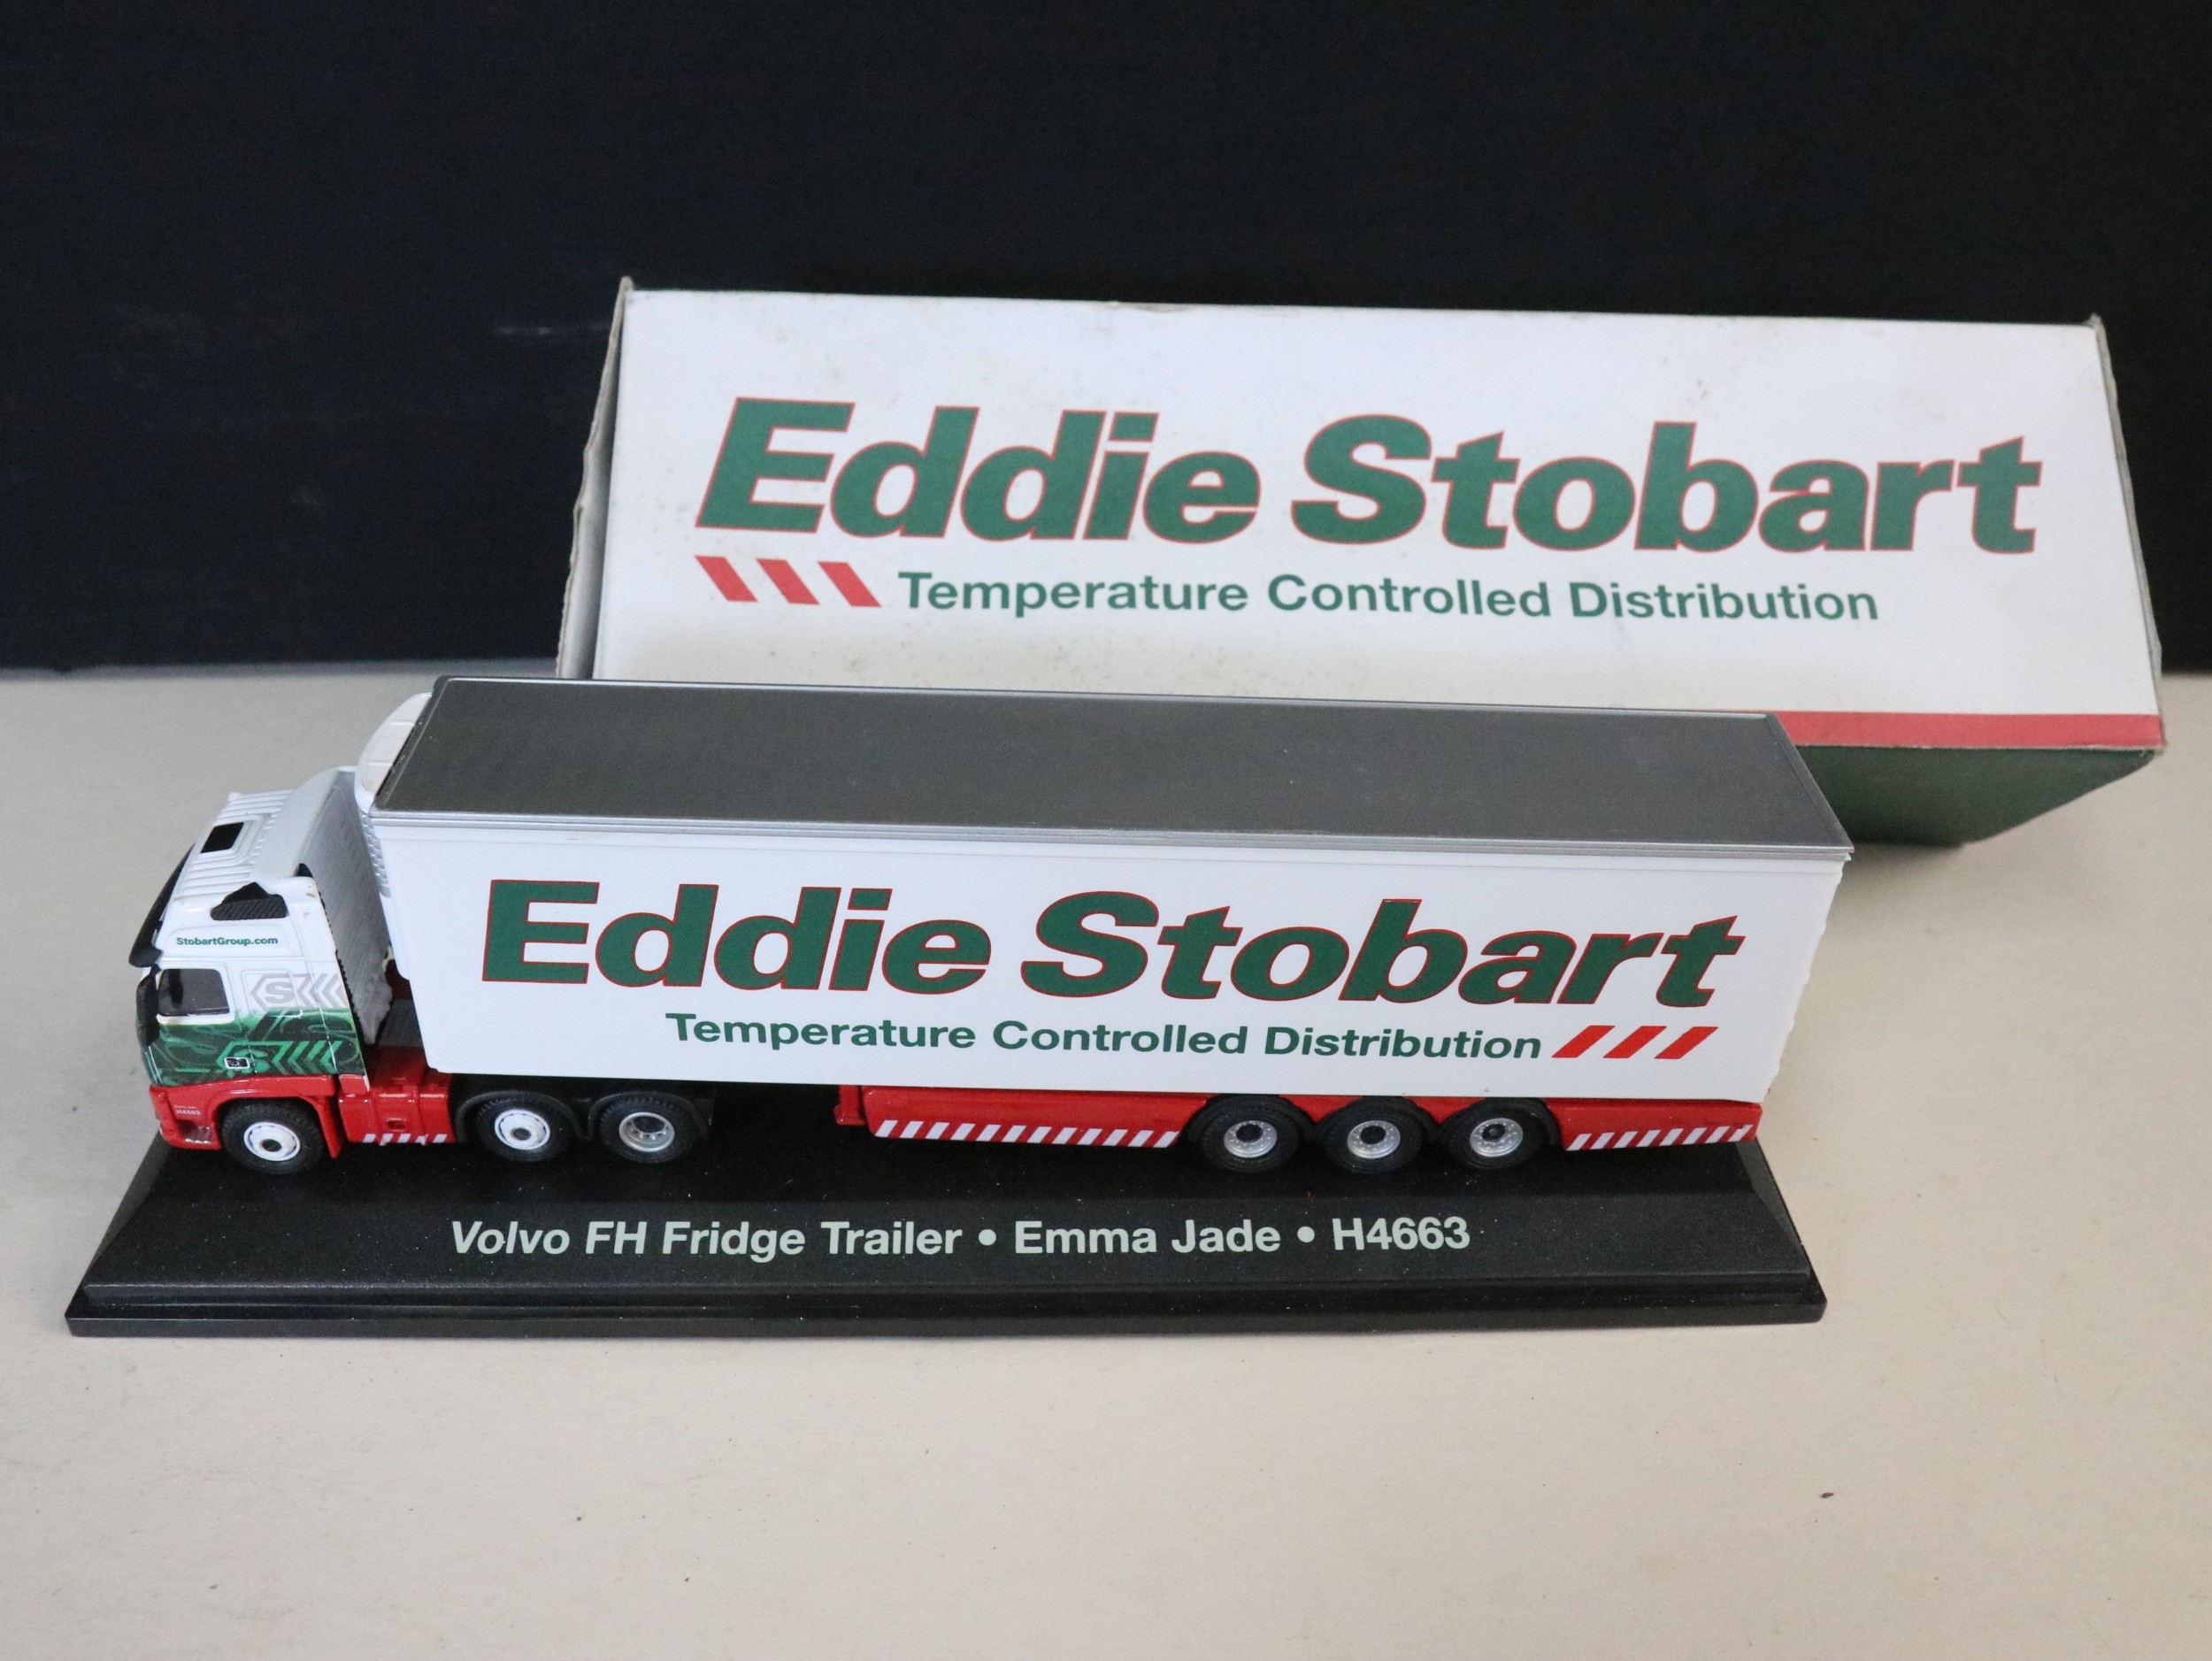 Eddie Stobart
Temperature Controlled Distribution
StobartGroup.com
Eddie Stobart
Temperature Controlled Distribution
H4663
Volvo FH Fridge Trailer • Emma Jade • H4663